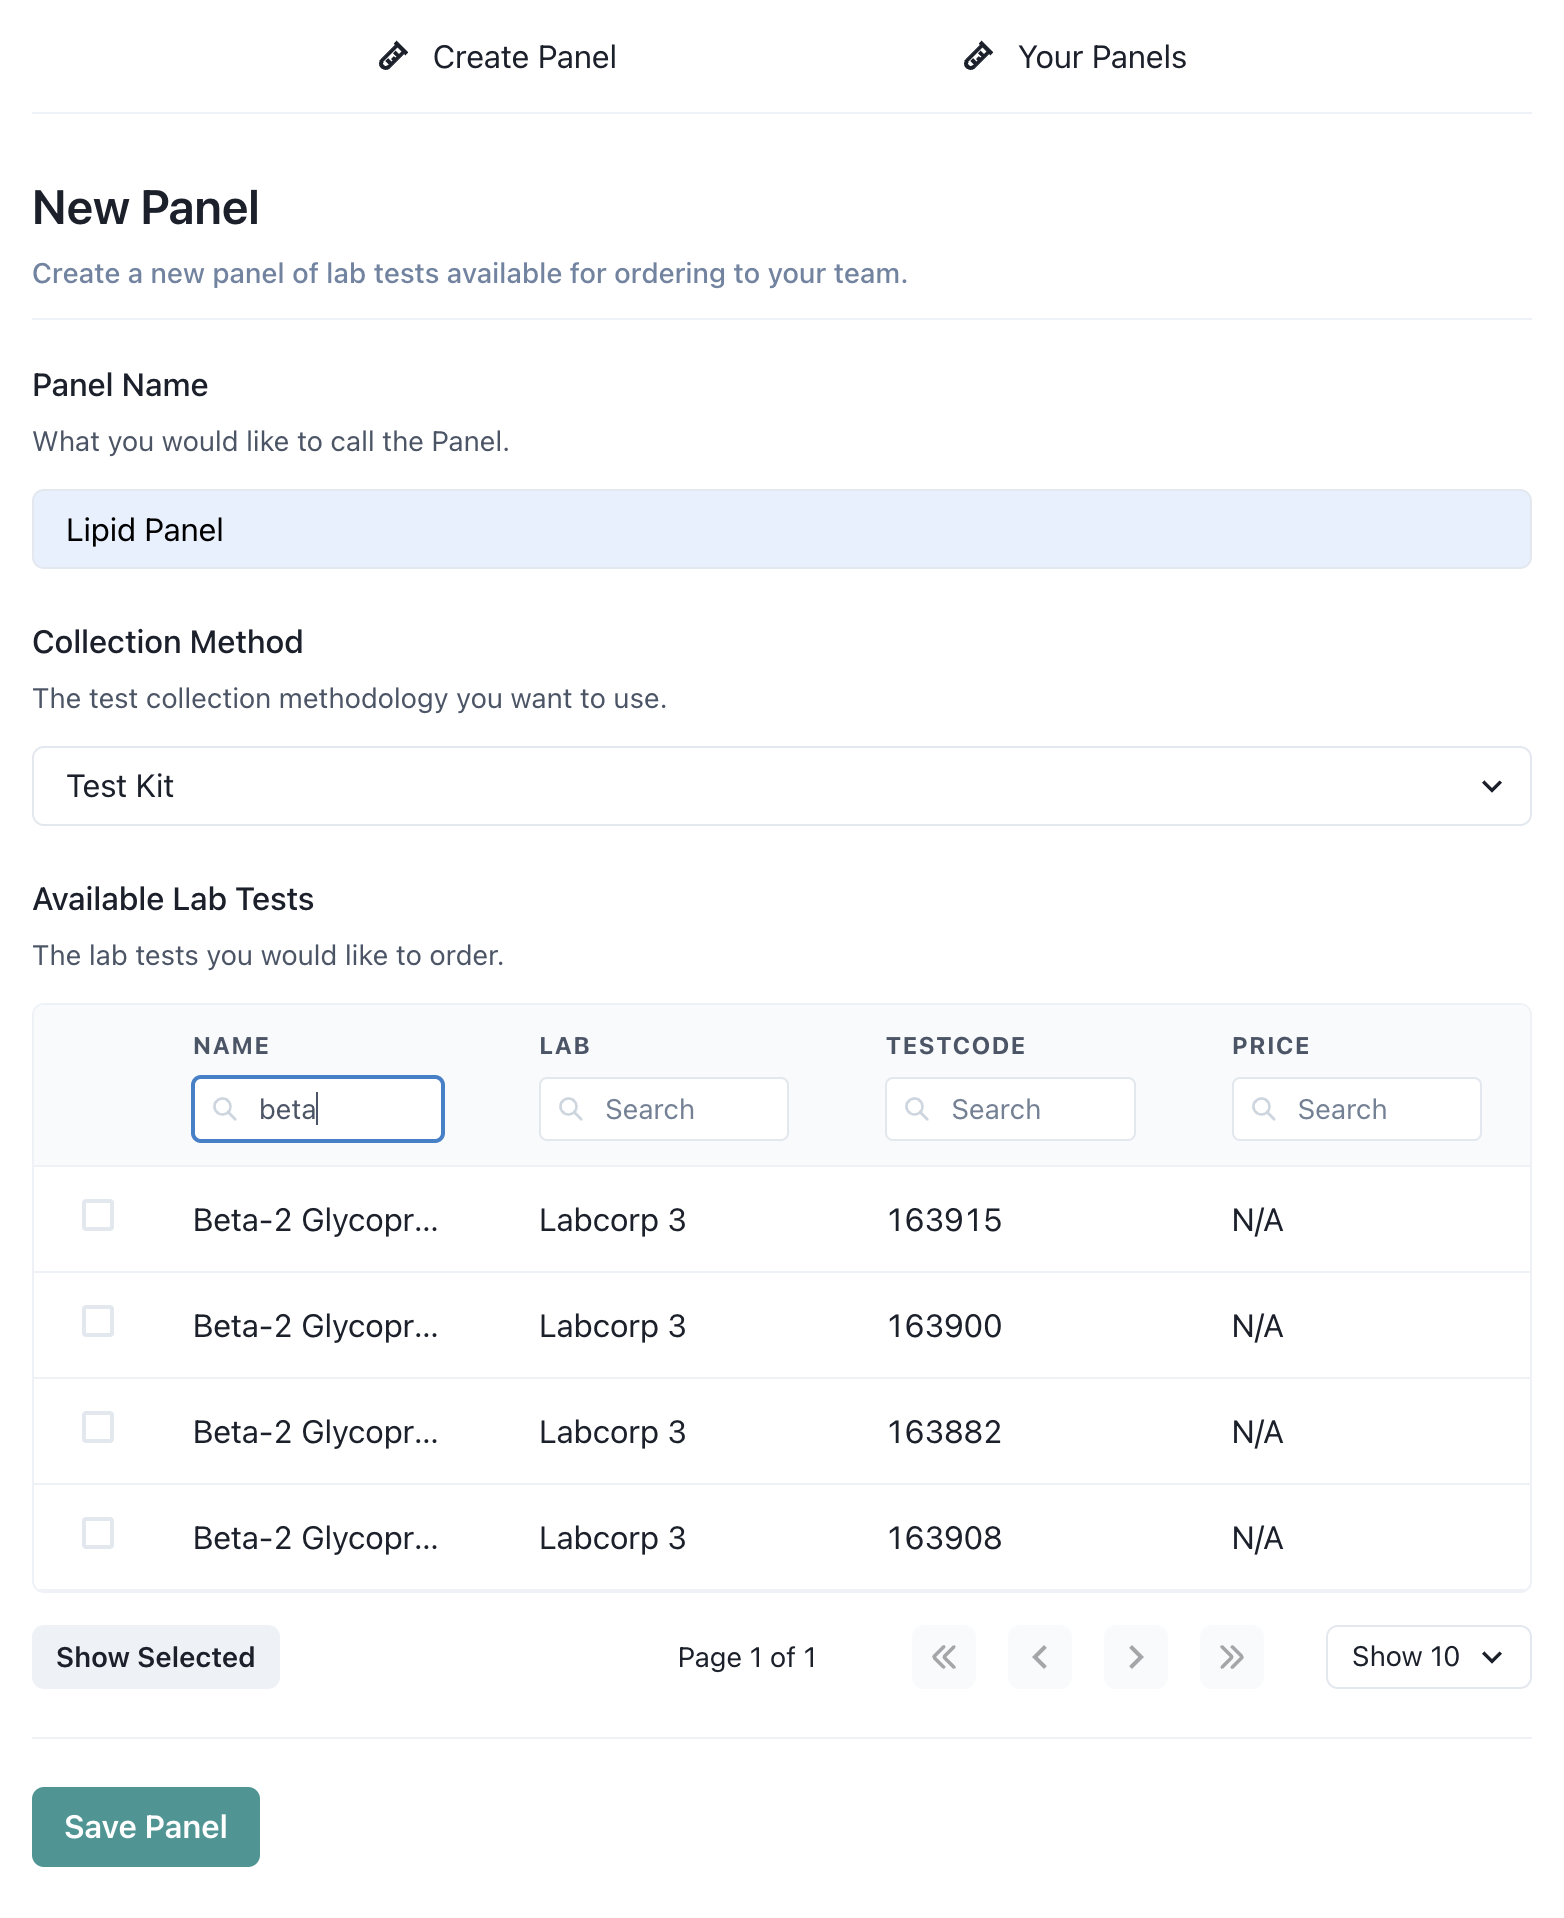 Create Panel Your Panels
New Panel
Create a new panel of lab tests available for ordering to your team.
Panel Name
What you would like to call the Panel.
Lipid Panel
Collection Method
The test collection methodology you want to use.
Test Kit
Available Lab Tests
The lab tests you would like to order.
NAME LAB TESTCODE PRICE
beta Search Search Search
Beta-2 Glycopr... Labcorp 3 163915 N/A
Beta-2 Glycopr... Labcorp 3 163900 N/A
Beta-2 Glycopr... Labcorp 3 163882 N/A
Beta-2 Glycopr... Labcorp 3 163908 N/A
Show Selected Page 1 of 1 Show 10
Save Panel